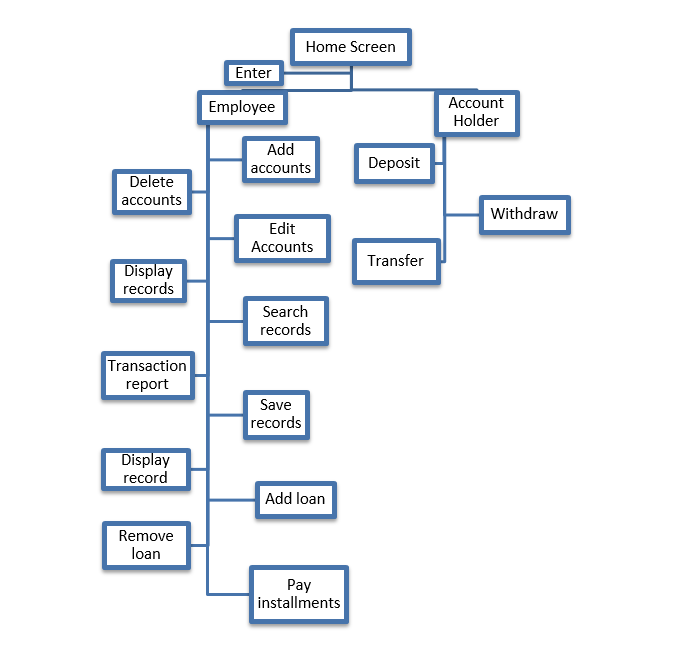 Home Screen
Enter
Employee
Account
Holder
Add
accounts
Deposit
Delete
accounts
Withdraw
Edit
Accounts
Transfer
Display
records
Search
records
Transaction
report
Save
records
Display
record
Add loan
Remove
loan
Pay
installments